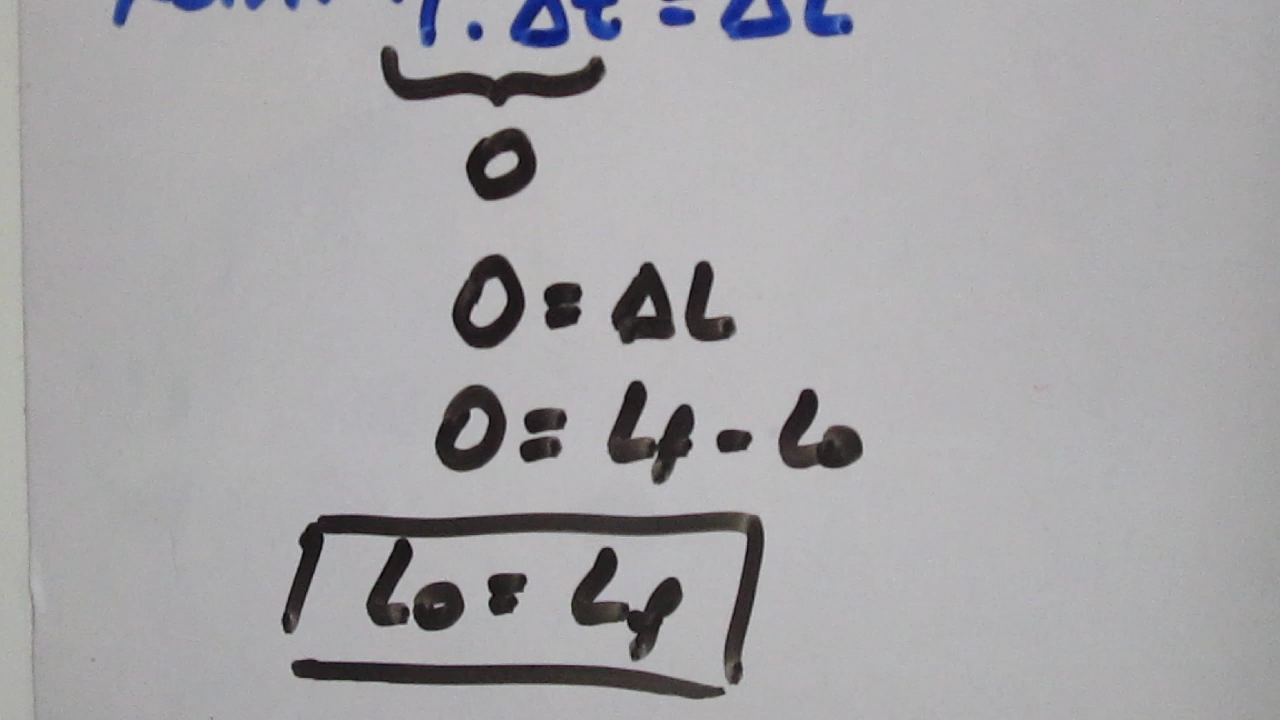 . Δt = ΔL
0
0 = ΔL
0 = Lf - Lo
Lo = Lf